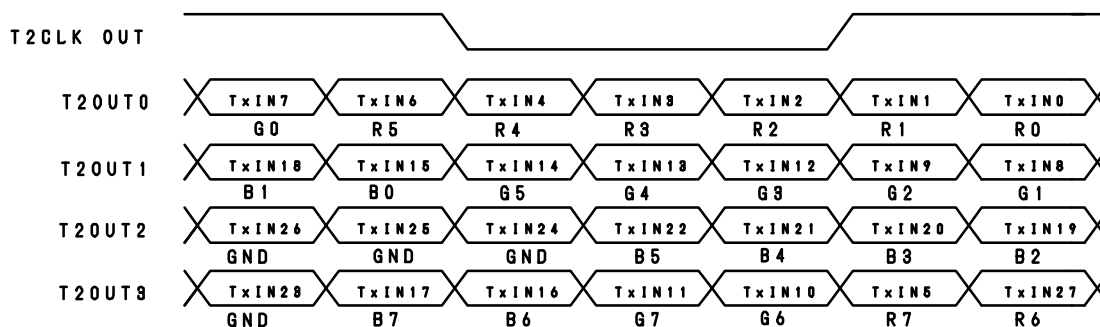 T2CLK OUT
T2OUT0 TxIN7 TxIN6 TxIN4 TxIN3 TxIN2 TxIN1 TxIN0
G0 R5 R4 R3 R2 R1 R0
T2OUT1 TxIN18 TxIN15 TxIN14 TxIN13 TxIN12 TxIN9 TxIN8
B1 B0 G5 G4 G3 G2 G1
T2OUT2 TxIN26 TxIN25 TxIN24 TxIN22 TxIN21 TxIN20 TxIN19
GND GND GND B5 B4 B3 B2
T2OUT3 TxIN23 TxIN17 TxIN16 TxIN11 TxIN10 TxIN5 TxIN27
GND B7 B6 G7 G6 R7 R6